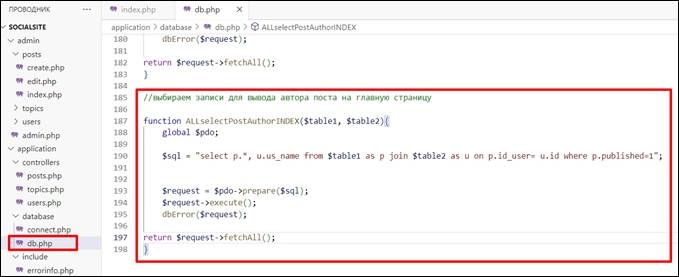 ПРОВОДНИК
SOCIALSITE
admin
posts
create.php
edit.php
index.php
topics
users
admin.php
application
controllers
posts.php
topics.php
users.php
database
connect.php
db.php
include
errorinfo.php
index.php
db.php
application > database > db.php > ALLselectPostAuthorINDEX
180 dbError($request);
181
182 return $request->fetchAll();
183 }
184
185 //выбираем записи для вывода автора поста на главную страницу
186
187 function ALLselectPostAuthorINDEX($table1, $table2){
188 global $pdo;
189
190 $sql = "select p.*, u.us_name from $table1 as p join $table2 as u on p.id_user= u.id where p.published=1";
191
192
193 $request = $pdo->prepare($sql);
194 $request->execute();
195 dbError($request);
196
197 return $request->fetchAll();
198 }